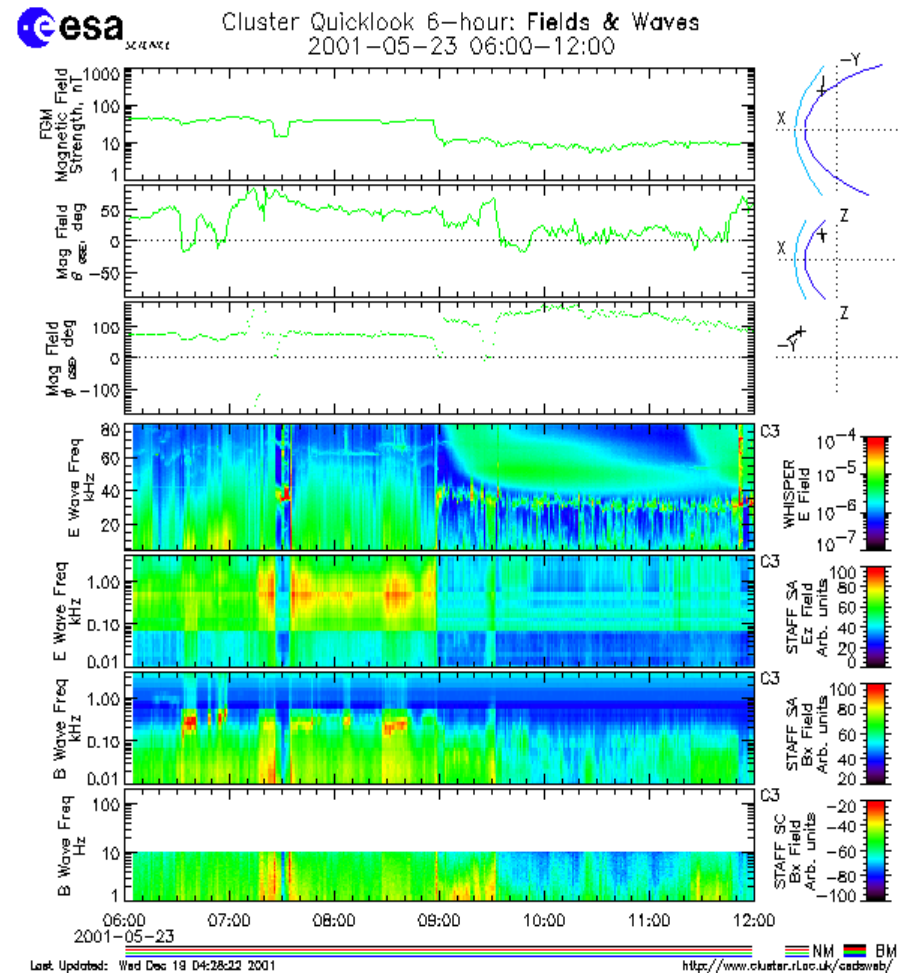 esa
SCIENCE
Cluster Quicklook 6-hour: Fields & Waves
2001-05-23 06:00-12:00
FGM
Magnetic Field
Strength, nT
1000
100
10
1
Mag Field
θ GSE, deg
50
0
-50
Mag Field
ϕ GSE, deg
100
0
-100
-Y
X
Z
X
Z
-Y
E Wave Freq
kHz
80
60
40
20
C3
WHISPER
E Field
10-4
10-5
10-6
10-7
E Wave Freq
kHz
1.00
0.10
0.01
C3
STAFF SA
Ez Field
Arb. units
100
80
60
40
20
0
B Wave Freq
kHz
1.00
0.10
0.01
C3
STAFF SA
Bx Field
Arb. units
100
80
60
40
20
B Wave Freq
Hz
100
10
1
C3
STAFF SC
Bx Field
Arb. units
-20
-40
-60
-80
-100
06:00 07:00 08:00 09:00 10:00 11:00 12:00
2001-05-23
NM BM
Last Updated: Wed Dec 19 04:28:22 2001
http://www.cluster.rl.ac.uk/csdsweb/